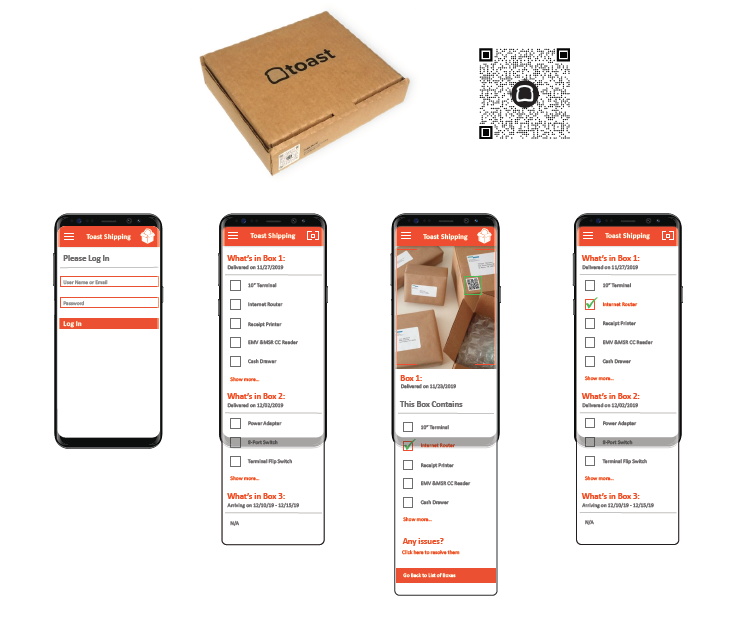 toast
Toast Shipping
Please Log In
User Name or Email
Password
Log In
Toast Shipping
What's in Box 1:
Delivered on 11/27/2019
10" Terminal
Internet Router
Receipt Printer
EMV &MSR CC Reader
Cash Drawer
Show more...
What's in Box 2:
Delivered on 12/02/2019
Power Adapter
8-Port Switch
Terminal Flip Switch
Show more...
What's in Box 3:
Arriving on 12/10/19 - 12/15/19
N/A
Toast Shipping
Box 1:
Delivered on 11/23/2019
This Box Contains
10" Terminal
Internet Router
Receipt Printer
EMV &MSR CC Reader
Cash Drawer
Show more...
Any issues?
Click here to resolve them
Go Back to List of Boxes
Toast Shipping
What's in Box 1:
Delivered on 11/27/2019
10" Terminal
Internet Router
Receipt Printer
EMV &MSR CC Reader
Cash Drawer
Show more...
What's in Box 2:
Delivered on 12/02/2019
Power Adapter
8-Port Switch
Terminal Flip Switch
Show more...
What's in Box 3:
Arriving on 12/10/19 - 12/15/19
N/A